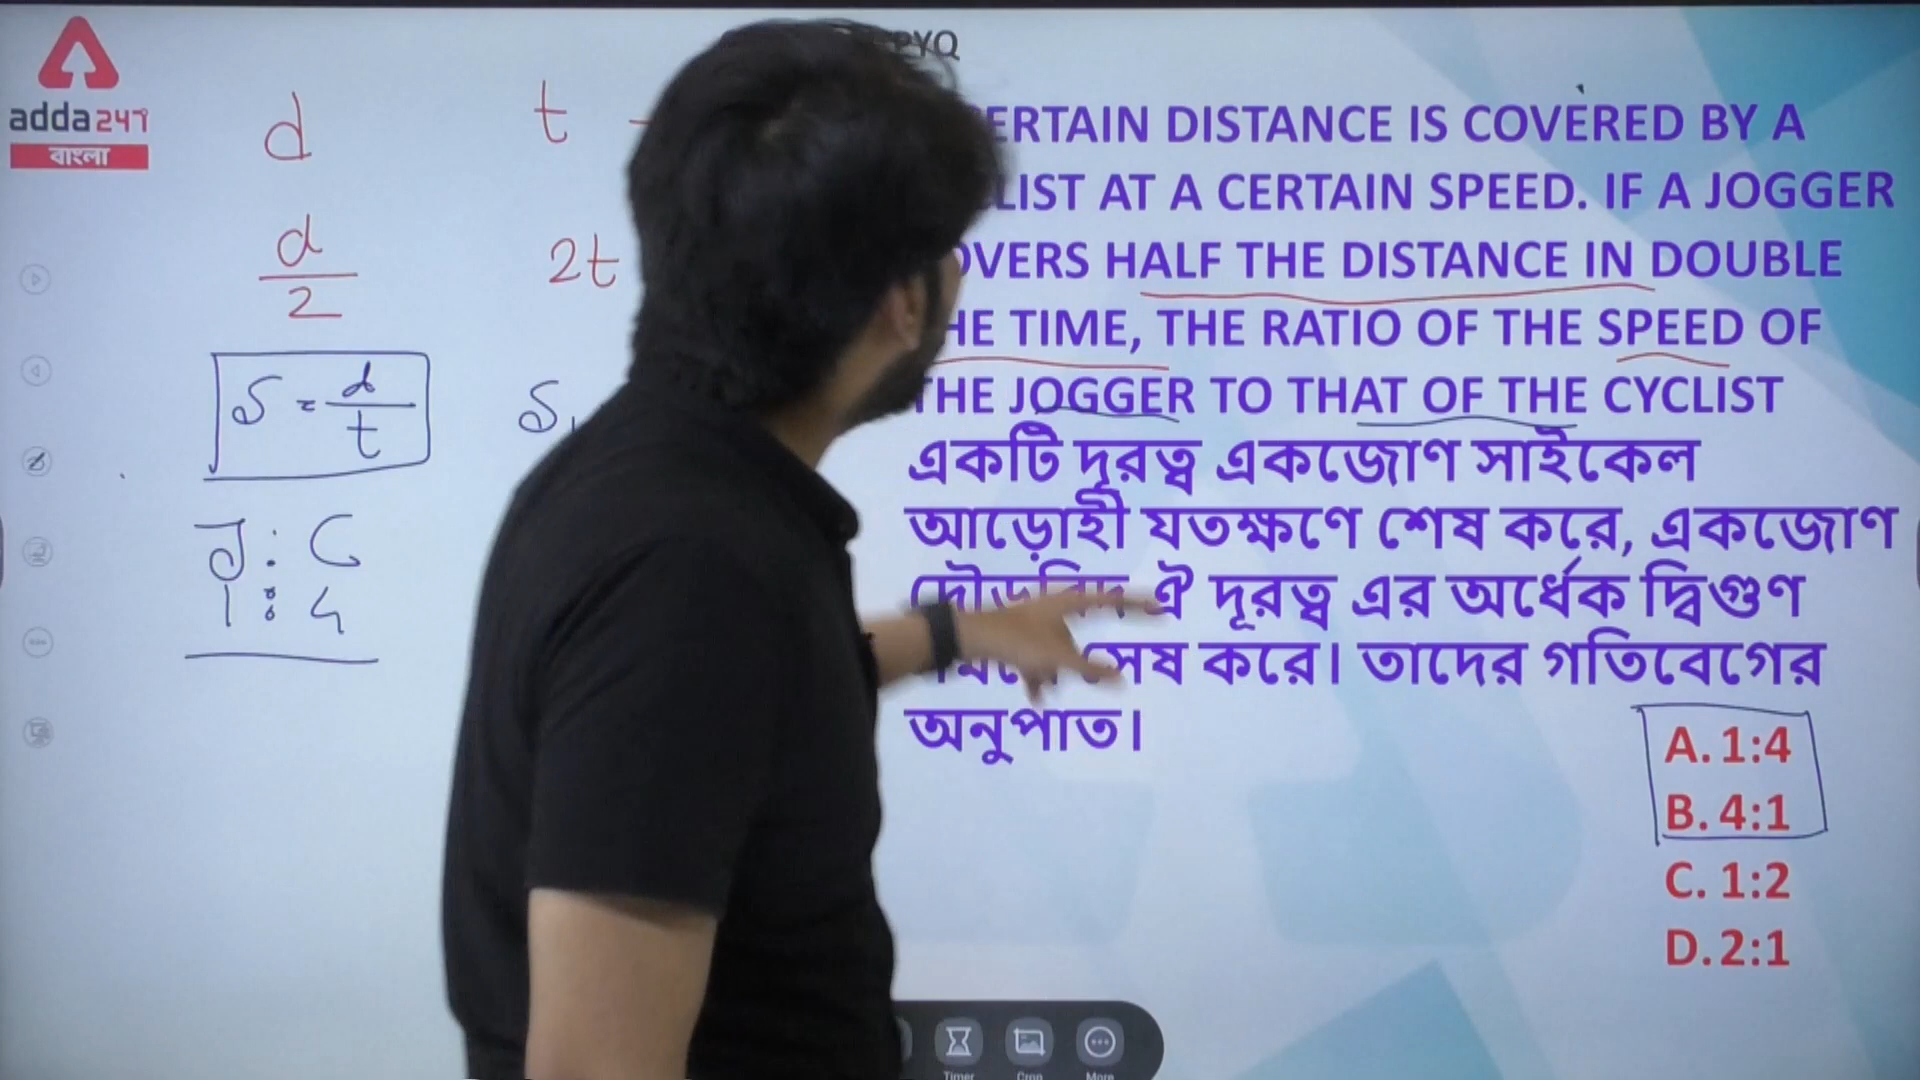 adda247
বাংলা
PYQ
d t
d
2
2t
S = d
t
S
J : C
1 : 4
ERTAIN DISTANCE IS COVERED BY A
LIST AT A CERTAIN SPEED. IF A JOGGER
OVERS HALF THE DISTANCE IN DOUBLE
HE TIME, THE RATIO OF THE SPEED OF
THE JOGGER TO THAT OF THE CYCLIST
একটি দূরত্ব একজোণ সাইকেল
আড়োহী যতক্ষণে শেষ করে, একজোণ
ঐ দূরত্ব এর অর্ধেক দ্বিগুণ
সেষ করে। তাদের গতিবেগের
অনুপাত।
A. 1:4
B. 4:1
C. 1:2
D. 2:1
Timer Crop More